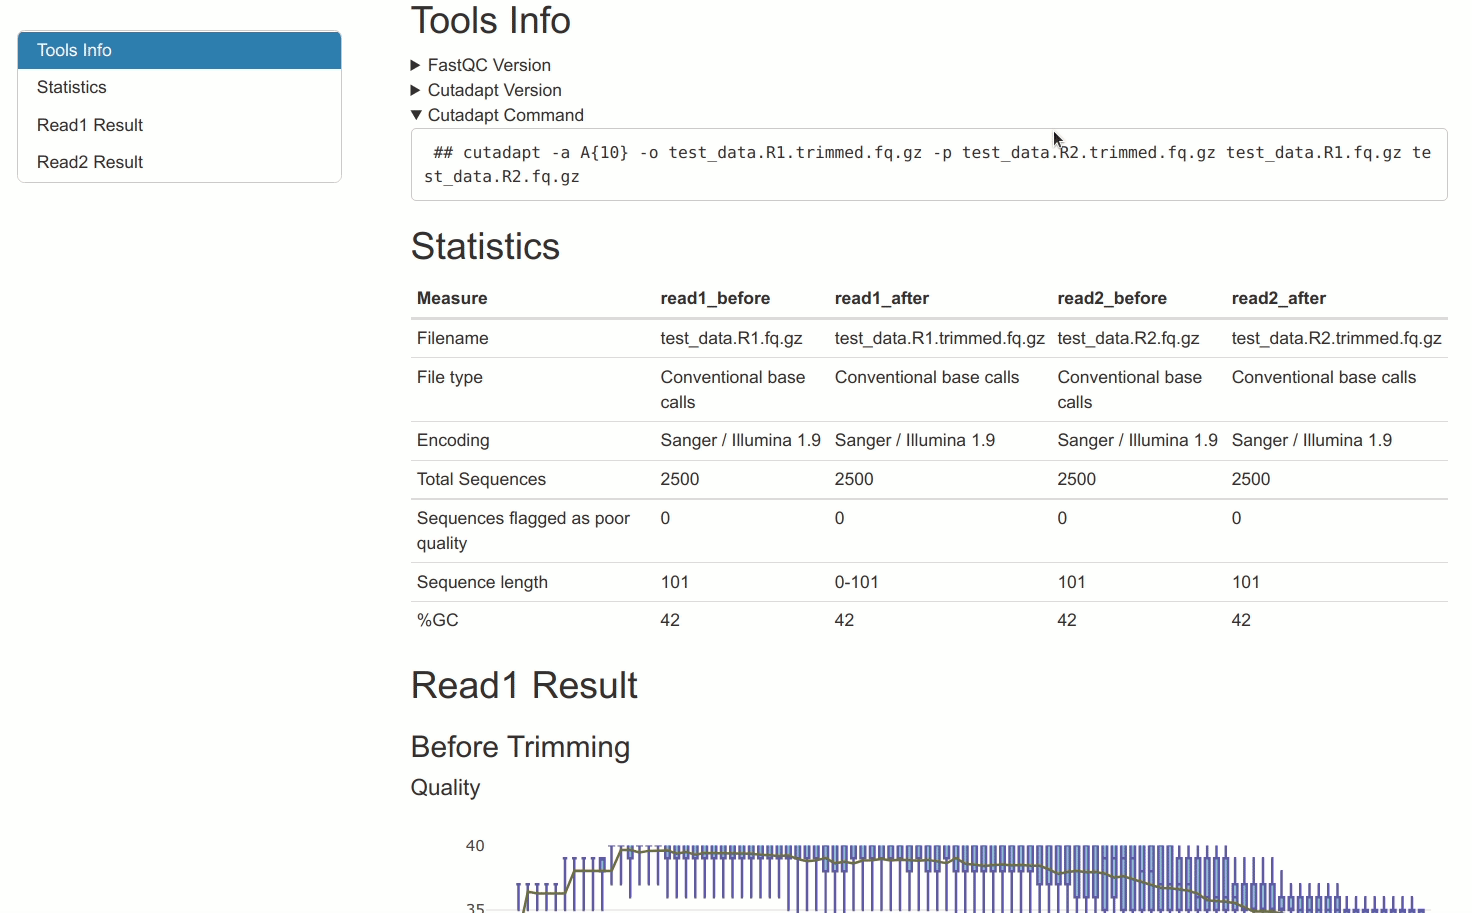 Tools Info
Statistics
Read1 Result
Read2 Result
Tools Info
FastQC Version
Cutadapt Version
Cutadapt Command
## cutadapt -a A{10} -o test_data.R1.trimmed.fq.gz -p test_data.R2.trimmed.fq.gz test_data.R1.fq.gz te
st_data.R2.fq.gz
Statistics
Measure read1_before read1_after read2_before read2_after
Filename test_data.R1.fq.gz test_data.R1.trimmed.fq.gz test_data.R2.fq.gz test_data.R2.trimmed.fq.gz
File type Conventional base Conventional base calls Conventional base Conventional base calls
calls calls
Encoding Sanger / Illumina 1.9 Sanger / Illumina 1.9 Sanger / Illumina 1.9 Sanger / Illumina 1.9
Total Sequences 2500 2500 2500 2500
Sequences flagged as poor 0 0 0 0
quality
Sequence length 101 0-101 101 101
%GC 42 42 42 42
Read1 Result
Before Trimming
Quality
40
35